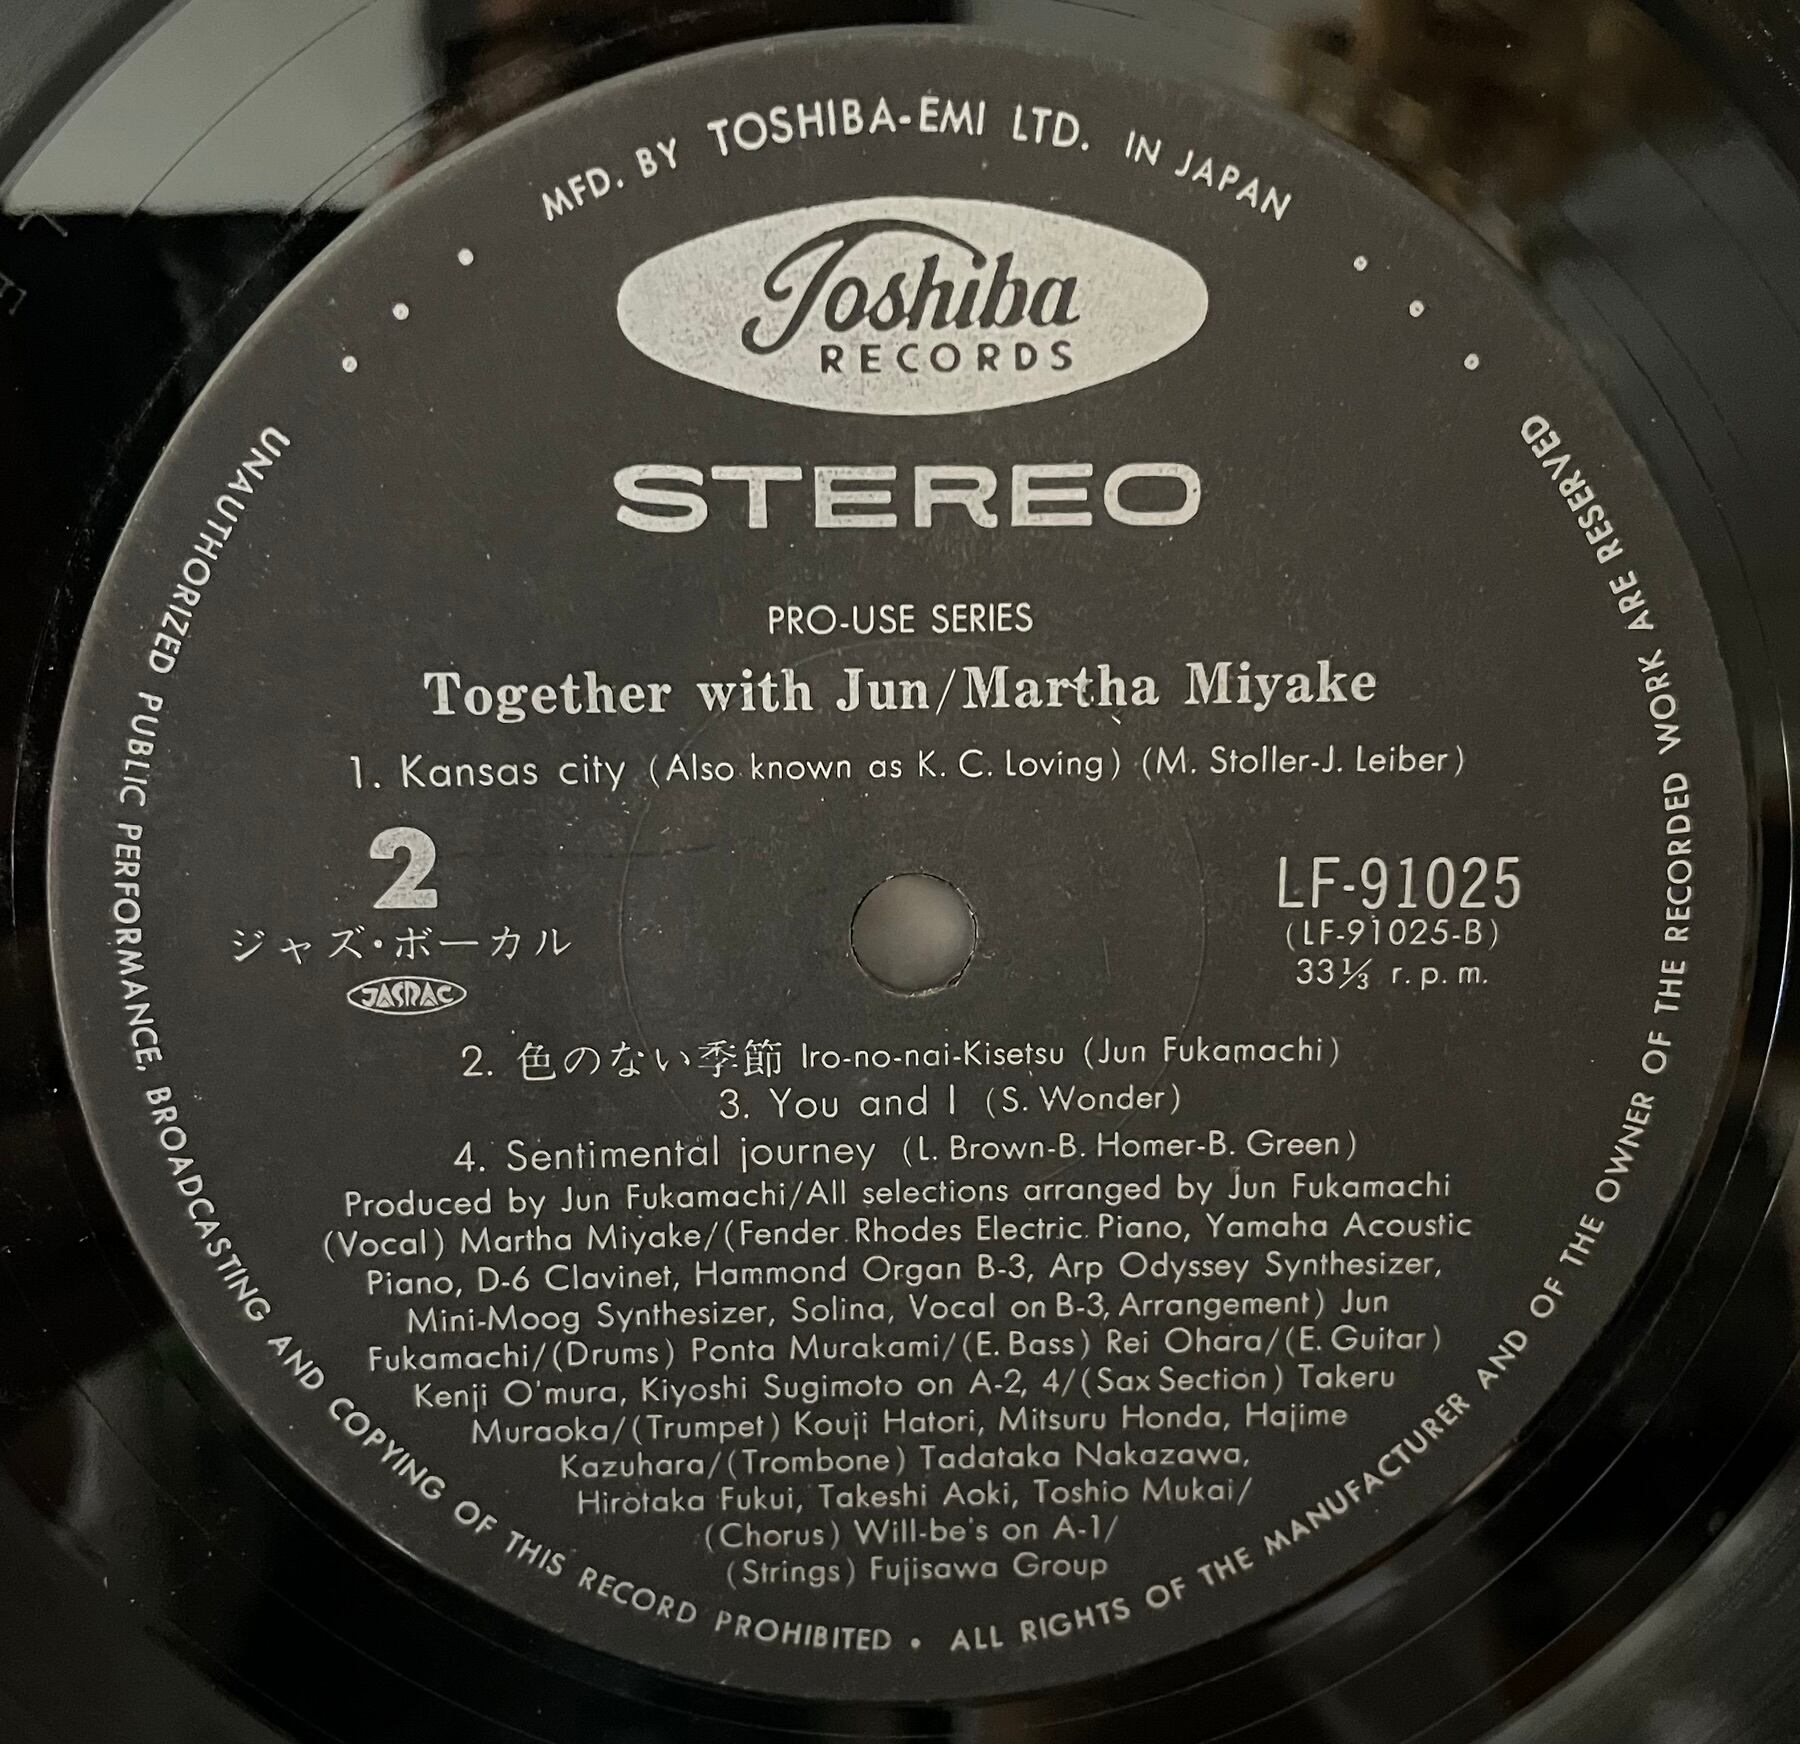 MFD. BY TOSHIBA-EMI LTD. IN JAPAN
Toshiba
RECORDS
STEREO
PRO-USE SERIES
Together with Jun/Martha Miyake
1. Kansas city (Also known as K. C. Loving) (M. Stoller-J. Leiber)
2
ジャズ・ボーカル
JASRAC
LF-91025
(LF-91025-B)
33⅓ r. p. m.
2. 色のない季節 Iro-no-nai-Kisetsu (Jun Fukamachi)
3. You and I (S. Wonder)
4. Sentimental journey (L. Brown-B. Homer-B. Green)
Produced by Jun Fukamachi/All selections arranged by Jun Fukamachi
(Vocal) Martha Miyake/(Fender Rhodes Electric Piano, Yamaha Acoustic
Piano, D-6 Clavinet, Hammond Organ B-3, Arp Odyssey Synthesizer,
Mini-Moog Synthesizer, Solina, Vocal on B-3, Arrangement) Jun
Fukamachi/(Drums) Ponta Murakami/(E. Bass) Rei Ohara/(E. Guitar)
Kenji O'mura, Kiyoshi Sugimoto on A-2, 4/(Sax Section) Takeru
Muraoka/(Trumpet) Kouji Hatori, Mitsuru Honda, Hajime
Kazuhara/(Trombone) Tadataka Nakazawa,
Hirotaka Fukui, Takeshi Aoki, Toshio Mukai/
(Chorus) Will-be's on A-1/
(Strings) Fujisawa Group
UNAUTHORIZED PUBLIC PERFORMANCE, BROADCASTING AND COPYING OF THIS RECORD PROHIBITED • ALL RIGHTS OF THE MANUFACTURER AND OF THE OWNER OF THE RECORDED WORK ARE RESERVED